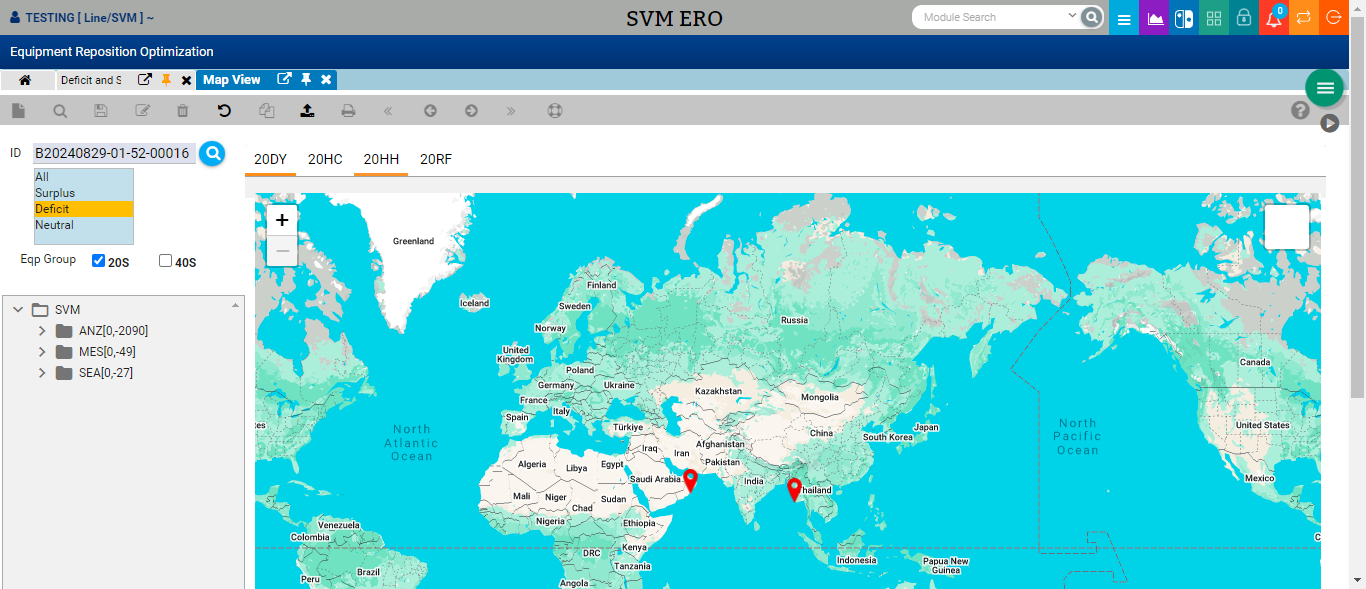 TESTING [ Line/SVM ] ~
SVM ERO
Module Search
0
Equipment Reposition Optimization
Deficit and S
Map View
ID
B20240829-01-52-00016
All
Surplus
Deficit
Neutral
Eqp Group
20S
40S
SVM
ANZ[0,-2090]
MES[0,-49]
SEA[0,-27]
20DY
20HC
20HH
20RF
+
−
Greenland
Iceland
Finland
Sweden
Norway
Russia
United
Kingdom
Poland
Germany
Ukraine
France
Italy
Spain
Kazakhstan
Mongolia
Türkiye
China
Japan
South Korea
Iraq
Iran
Afghanistan
Pakistan
Algeria
Libya
Egypt
Saudi Arabia
India
Thailand
Mali
Niger
Sudan
Chad
Nigeria
Ethiopia
DRC
Kenya
Tanzania
Angola
Venezuela
Colombia
Peru
Brazil
Indonesia
Papua New
Guinea
North
Atlantic
Ocean
North
Pacific
Ocean
Canada
United States
Mexico
tes
C